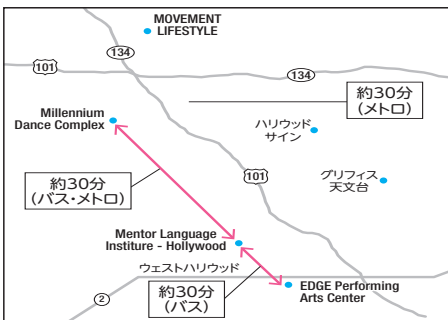 MOVEMENT
LIFESTYLE
134
101
134
約30分
(メトロ)
Millennium
Dance Complex
ハリウッド
サイン
101
グリフィス
天文台
約30分
(バス・メトロ)
Mentor Language
Institure - Hollywood
ウェストハリウッド
EDGE Performing
Arts Center
約30分
(バス)
2